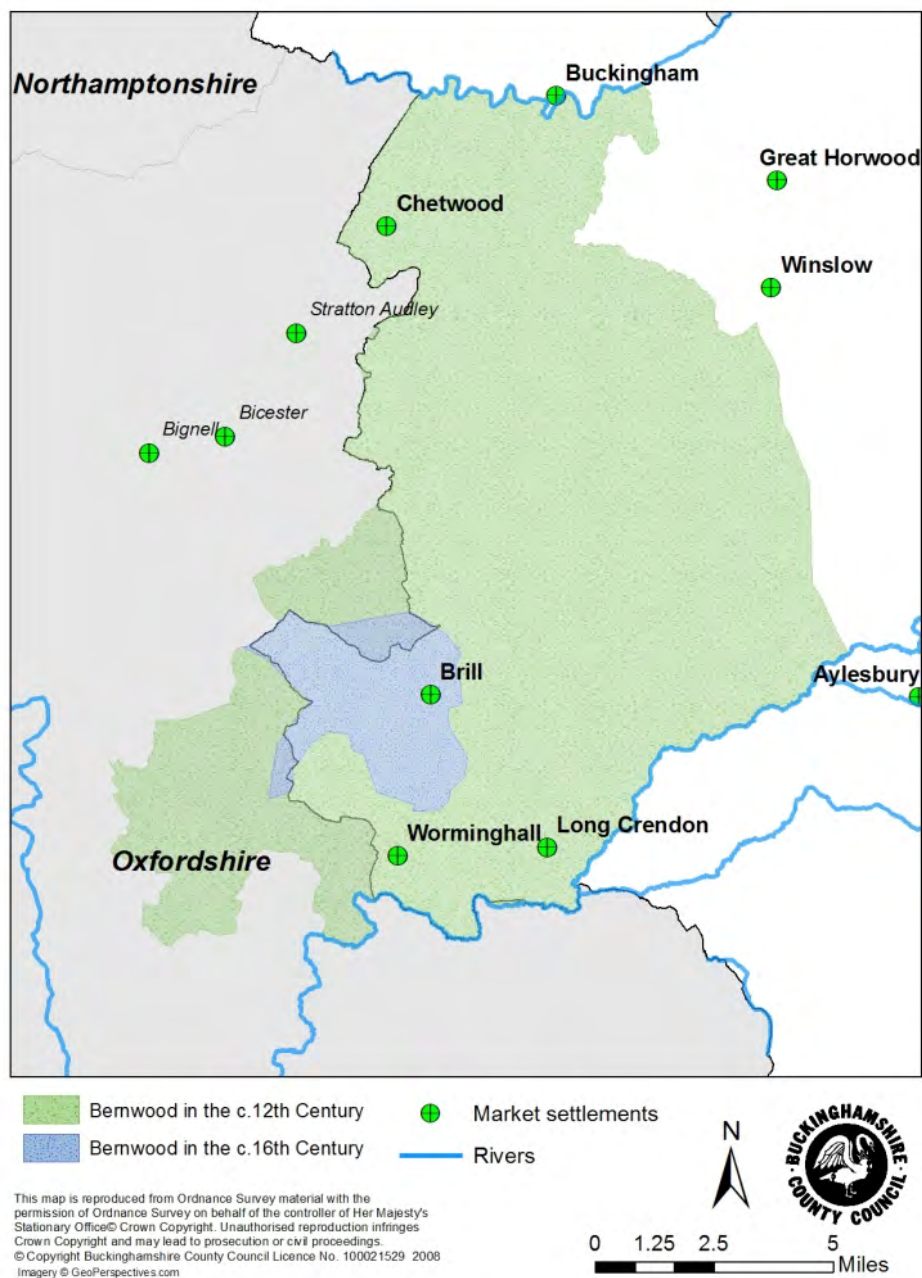 Northamptonshire
Buckingham
Great Horwood
Chetwood
Winslow
Stratton Audley
Bicester
Bignell
Brill
Aylesbury
Worminghall
Long Crendon
Oxfordshire
Bernwood in the c.12th Century
Market settlements
Bernwood in the c.16th Century
Rivers
N
BUCKINGHAMSHIRE
COUNTY COUNCIL
This map is reproduced from Ordnance Survey material with the
permission of Ordnance Survey on behalf of the controller of Her Majesty's
Stationary Office© Crown Copyright. Unauthorised reproduction infringes
Crown Copyright and may lead to prosecution or civil proceedings.
© Copyright Buckinghamshire County Council Licence No. 100021529 2008
Imagery © GeoPerspectives.com
0 1.25 2.5 5
Miles